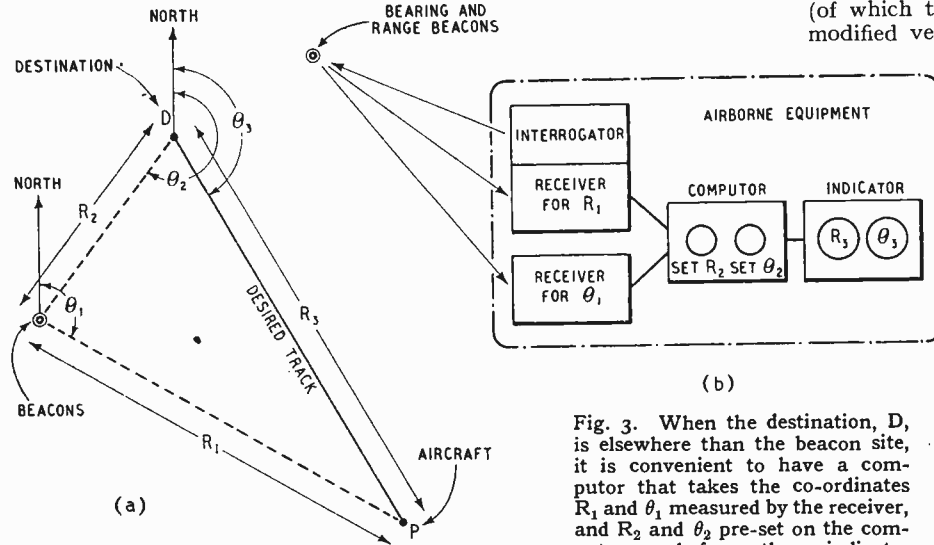 (of which t
modified ve
NORTH
DESTINATION
D
θ3
θ2
NORTH
R2
θ1
BEACONS
R1
DESIRED TRACK
R3
AIRCRAFT
P
(a)
BEARING AND
RANGE BEACONS
AIRBORNE EQUIPMENT
INTERROGATOR
RECEIVER
FOR R1
RECEIVER
FOR θ1
COMPUTOR
SET R2 SET θ2
INDICATOR
R3 θ3
(b)
Fig. 3. When the destination, D,
is elsewhere than the beacon site,
it is convenient to have a com-
putor that takes the co-ordinates
R1 and θ1 measured by the receiver,
and R2 and θ2 pre-set on the com-